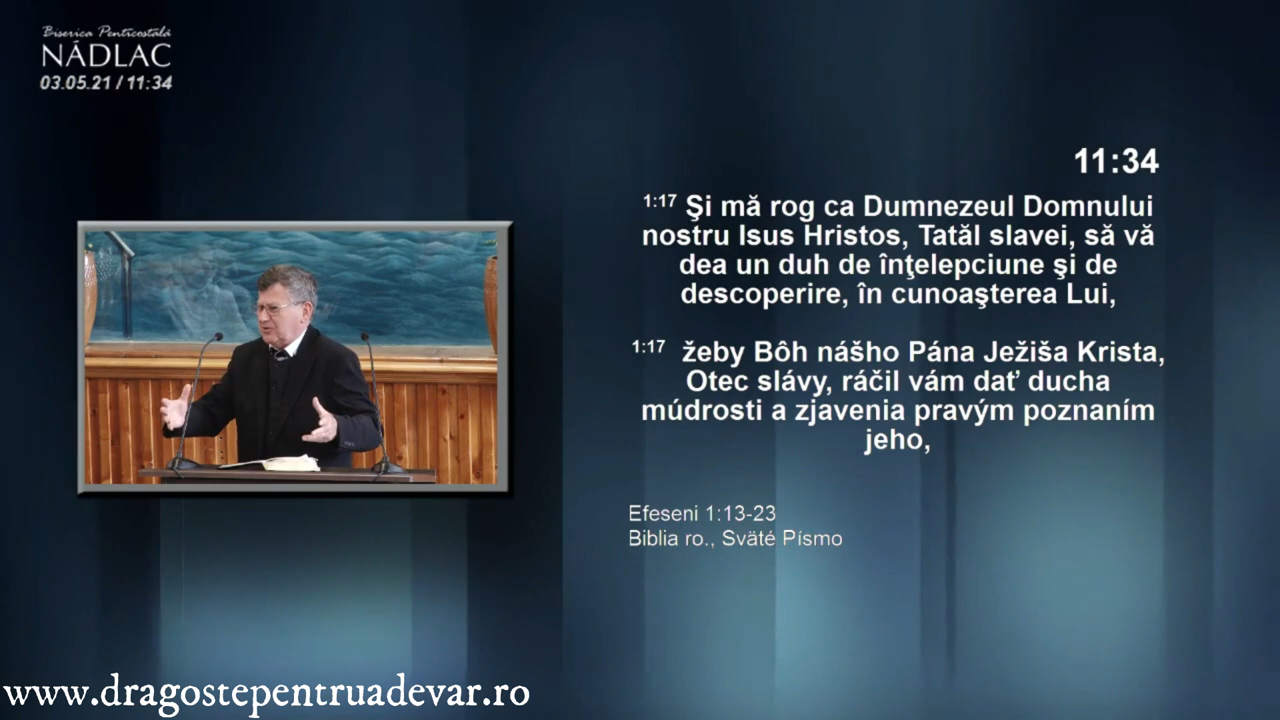 Biserica Penticostală
NĂDLAC
03.05.21 / 11:34
11:34
1:17 Şi mă rog ca Dumnezeul Domnului
nostru Isus Hristos, Tatăl slavei, să vă
dea un duh de înţelepciune şi de
descoperire, în cunoaşterea Lui,
1:17 žeby Bôh nášho Pána Ježiša Krista,
Otec slávy, ráčil vám dať ducha
múdrosti a zjavenia pravým poznaním
jeho,
Efeseni 1:13-23
Biblia ro., Sväté Písmo
www.dragostepentruadevar.ro